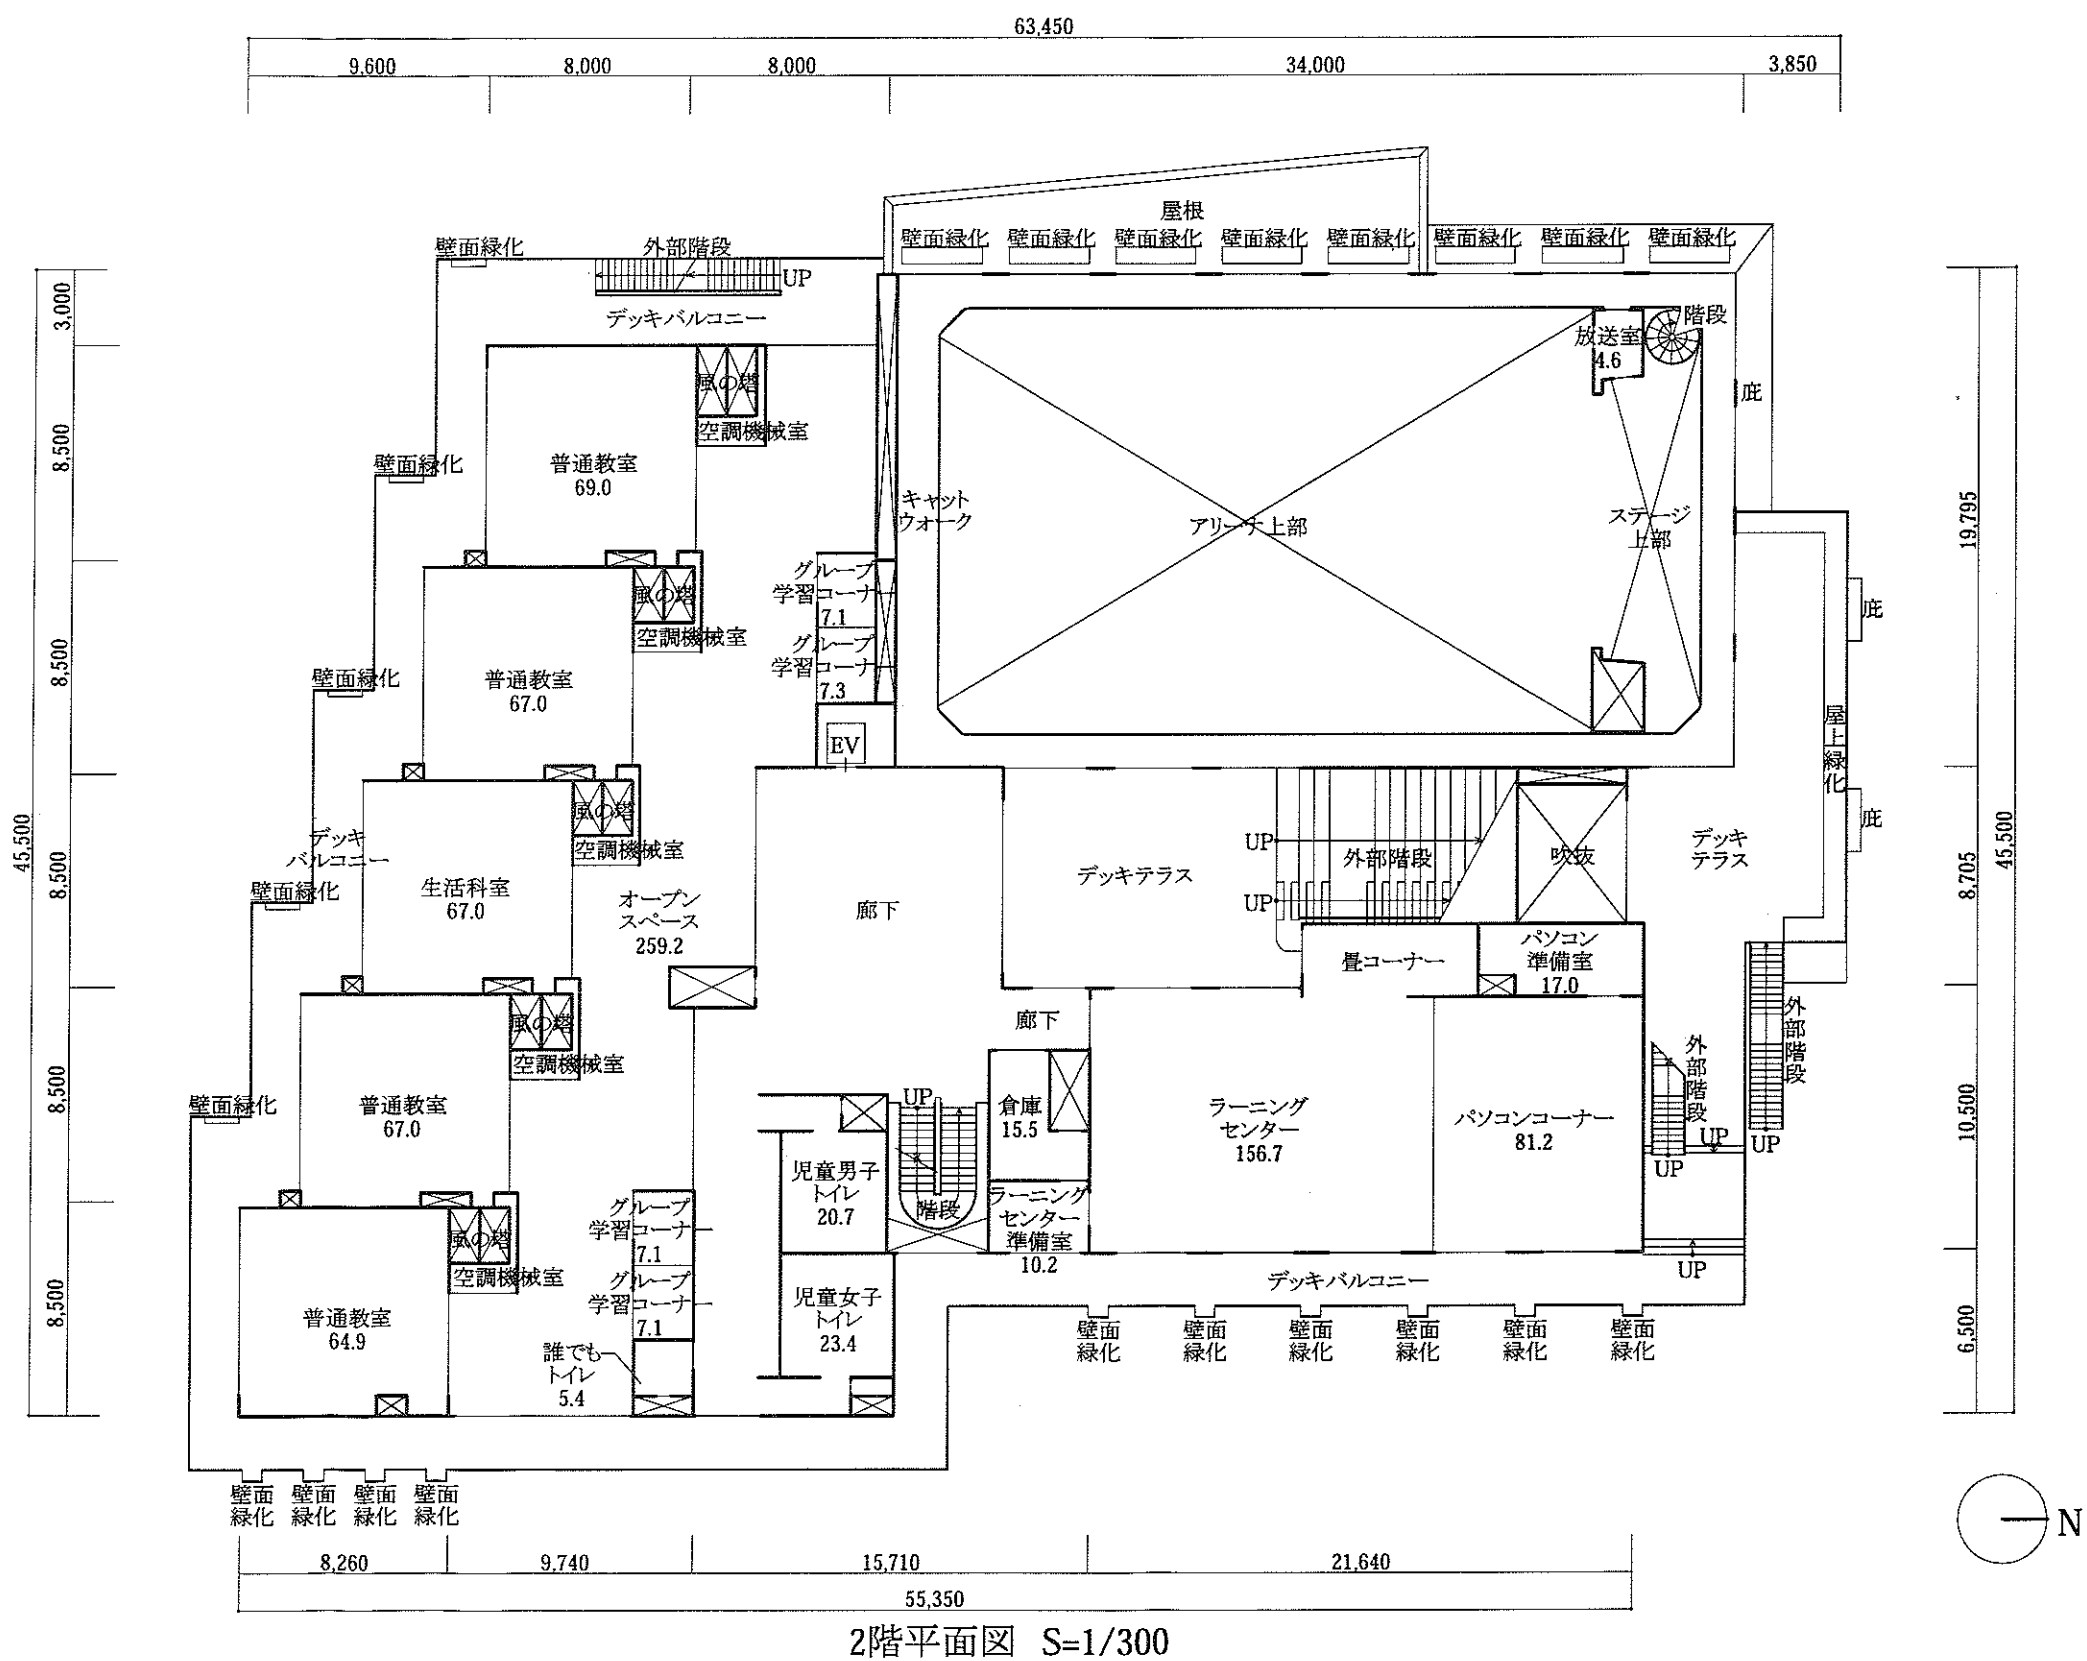 63,450
9,600
8,000
8,000
34,000
3,850
屋根
壁面緑化
壁面緑化
壁面緑化
壁面緑化
壁面緑化
壁面緑化
壁面緑化
壁面緑化
壁面緑化
外部階段
UP
デッキバルコニー
階段
放送室
4.6
庇
風の塔
空調機械室
普通教室
69.0
壁面緑化
キャット
ウォーク
アリーナ上部
ステージ
上部
グループ
学習コーナー
7.1
グループ
学習コーナー
7.3
風の塔
空調機械室
普通教室
67.0
壁面緑化
庇
屋上緑化
EV
風の塔
空調機械室
デッキ
バルコニー
生活科室
67.0
壁面緑化
オープン
スペース
259.2
廊下
デッキテラス
UP
外部階段
UP
吹抜
デッキ
テラス
庇
畳コーナー
パソコン
準備室
17.0
廊下
風の塔
空調機械室
普通教室
67.0
壁面緑化
UP
倉庫
15.5
ラーニング
センター
156.7
パソコンコーナー
81.2
外部階段
外部階段
UP
UP
UP
児童男子
トイレ
20.7
階段
ラーニング
センター
準備室
10.2
グループ
学習コーナー
7.1
グループ
学習コーナー
7.1
風の塔
空調機械室
普通教室
64.9
児童女子
トイレ
23.4
誰でも
トイレ
5.4
デッキバルコニー
UP
壁面
緑化
壁面
緑化
壁面
緑化
壁面
緑化
壁面
緑化
壁面
緑化
壁面
緑化
壁面
緑化
壁面
緑化
壁面
緑化
3,000
8,500
8,500
8,500
8,500
8,500
45,500
19,795
8,705
10,500
6,500
45,500
N
8,260
9,740
15,710
21,640
55,350
2階平面図 S=1/300